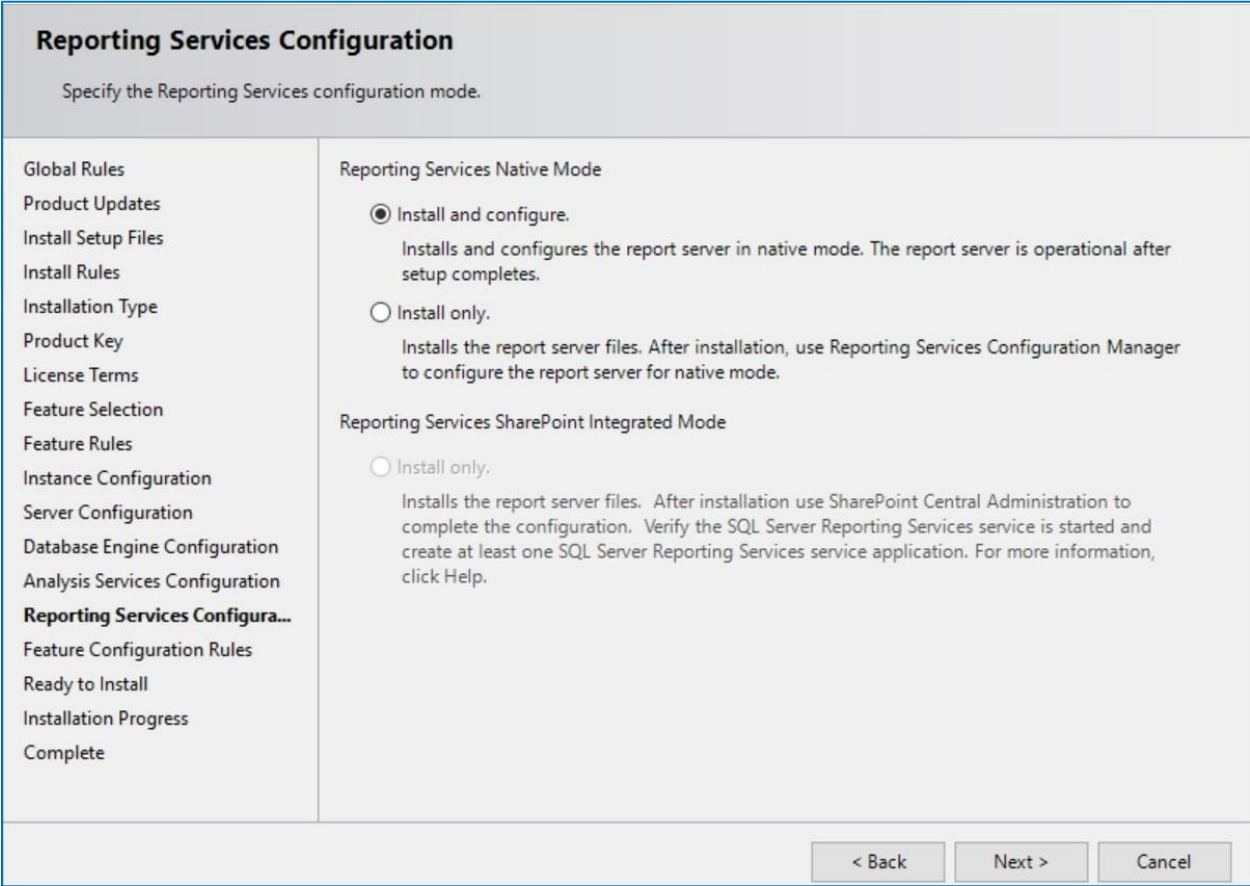 Reporting Services Configuration
Specify the Reporting Services configuration mode.
Global Rules
Product Updates
Install Setup Files
Install Rules
Installation Type
Product Key
License Terms
Feature Selection
Feature Rules
Instance Configuration
Server Configuration
Database Engine Configuration
Analysis Services Configuration
Reporting Services Configura...
Feature Configuration Rules
Ready to Install
Installation Progress
Complete
Reporting Services Native Mode
Install and configure.
Installs and configures the report server in native mode. The report server is operational after
setup completes.
Install only.
Installs the report server files. After installation, use Reporting Services Configuration Manager
to configure the report server for native mode.
Reporting Services SharePoint Integrated Mode
Install only.
Installs the report server files.  After installation use SharePoint Central Administration to
complete the configuration.  Verify the SQL Server Reporting Services service is started and
create at least one SQL Server Reporting Services service application. For more information,
click Help.
< Back
Next >
Cancel